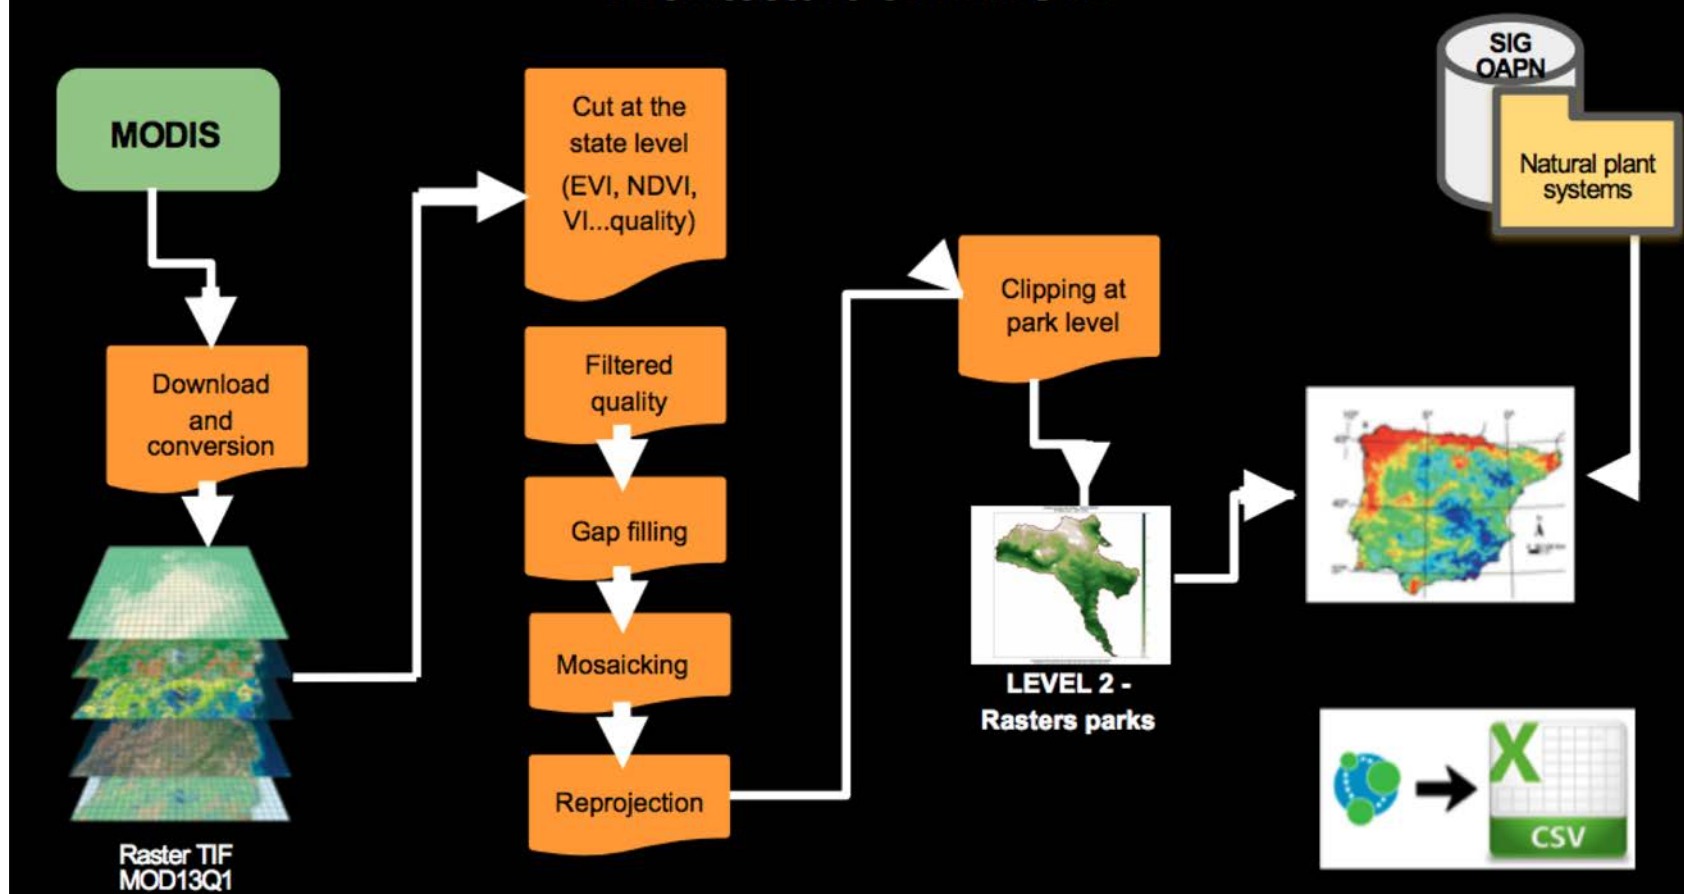 MODIS
Download
and
conversion
Raster TIF
MOD13Q1
Cut at the
state level
(EVI, NDVI,
VI...quality)
Filtered
quality
Gap filling
Mosaicking
Reprojection
Clipping at
park level
LEVEL 2 -
Rasters parks
SIG
OAPN
Natural plant
systems
X
CSV